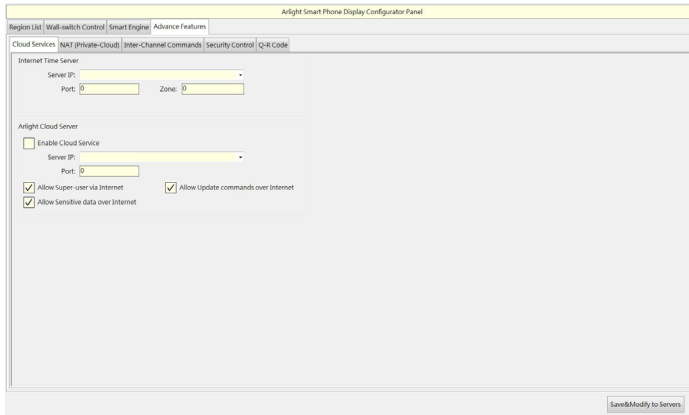 Arlight Smart Phone Display Configurator Panel
Region List Wall-switch Control Smart Engine Advance Features
Cloud Services NAT (Private-Cloud) Inter-Channel Commands Security Control Q-R Code
Internet Time Server
Server IP:
Port: 0 Zone: 0
Arlight Cloud Server
Enable Cloud Service
Server IP:
Port: 0
Allow Super-user via Internet Allow Update commands over Internet
Allow Sensitive data over Internet
Save&Modify to Servers